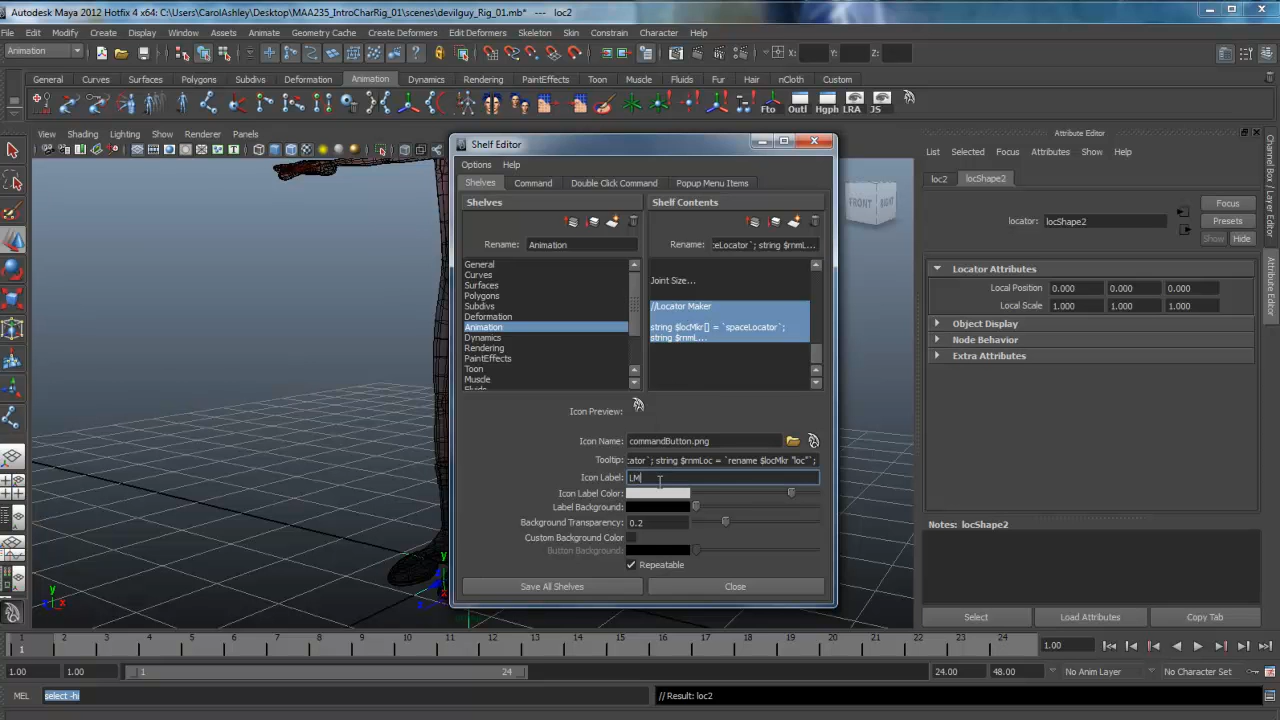 Autodesk Maya 2012 Hotfix 4 x64: C:\Users\CarolAshley\Desktop\MAA235_IntroCharRig_01\scenes\devilguy_Rig_01.mb* --- loc2
File Edit Modify Create Display Window Assets Animate Geometry Cache Create Deformers Edit Deformers Skeleton Skin Constrain Character Help
Animation X: Y: Z:
General Curves Surfaces Polygons Subdivs Deformation Animation Dynamics Rendering PaintEffects Toon Muscle Fluids Fur Hair nCloth Custom
Fto Outl Hgph LRA JS
View Shading Lighting Show Renderer Panels
Shelf Editor
Options Help
Shelves Command Double Click Command Popup Menu Items
Shelves Shelf Contents
Rename: Animation Rename: :eLocator`; string $rnmL...
General
Curves
Surfaces
Polygons
Subdivs
Deformation
Animation
Dynamics
Rendering
PaintEffects
Toon
Muscle
Fluids
Joint Size...
//Locator Maker
string $locMkr[] = `spaceLocator`;
string $rnmL...
Icon Preview:
Icon Name: commandButton.png
Tooltip: :ator`; string $rnmLoc = `rename $locMkr "loc"`;
Icon Label: LM
Icon Label Color:
Label Background:
Background Transparency: 0.2
Custom Background Color
Button Background:
Repeatable
Save All Shelves Close
FRONT RIGHT
y x
y
y x
Attribute Editor
List Selected Focus Attributes Show Help
loc2 locShape2
locator: locShape2
Focus
Presets
Show Hide
Locator Attributes
Local Position 0.000 0.000 0.000
Local Scale 1.000 1.000 1.000
Object Display
Node Behavior
Extra Attributes
Notes: locShape2
Select Load Attributes Copy Tab
Channel Box / Layer Editor
Attribute Editor
1 2 3 4 5 6 7 8 9 10 11 12 13 14 15 16 17 18 19 20 21 22 23 24
1 1.00
1.00 1.00 1 24 24.00 48.00 No Anim Layer No Character Set
MEL select -hi // Result: loc2